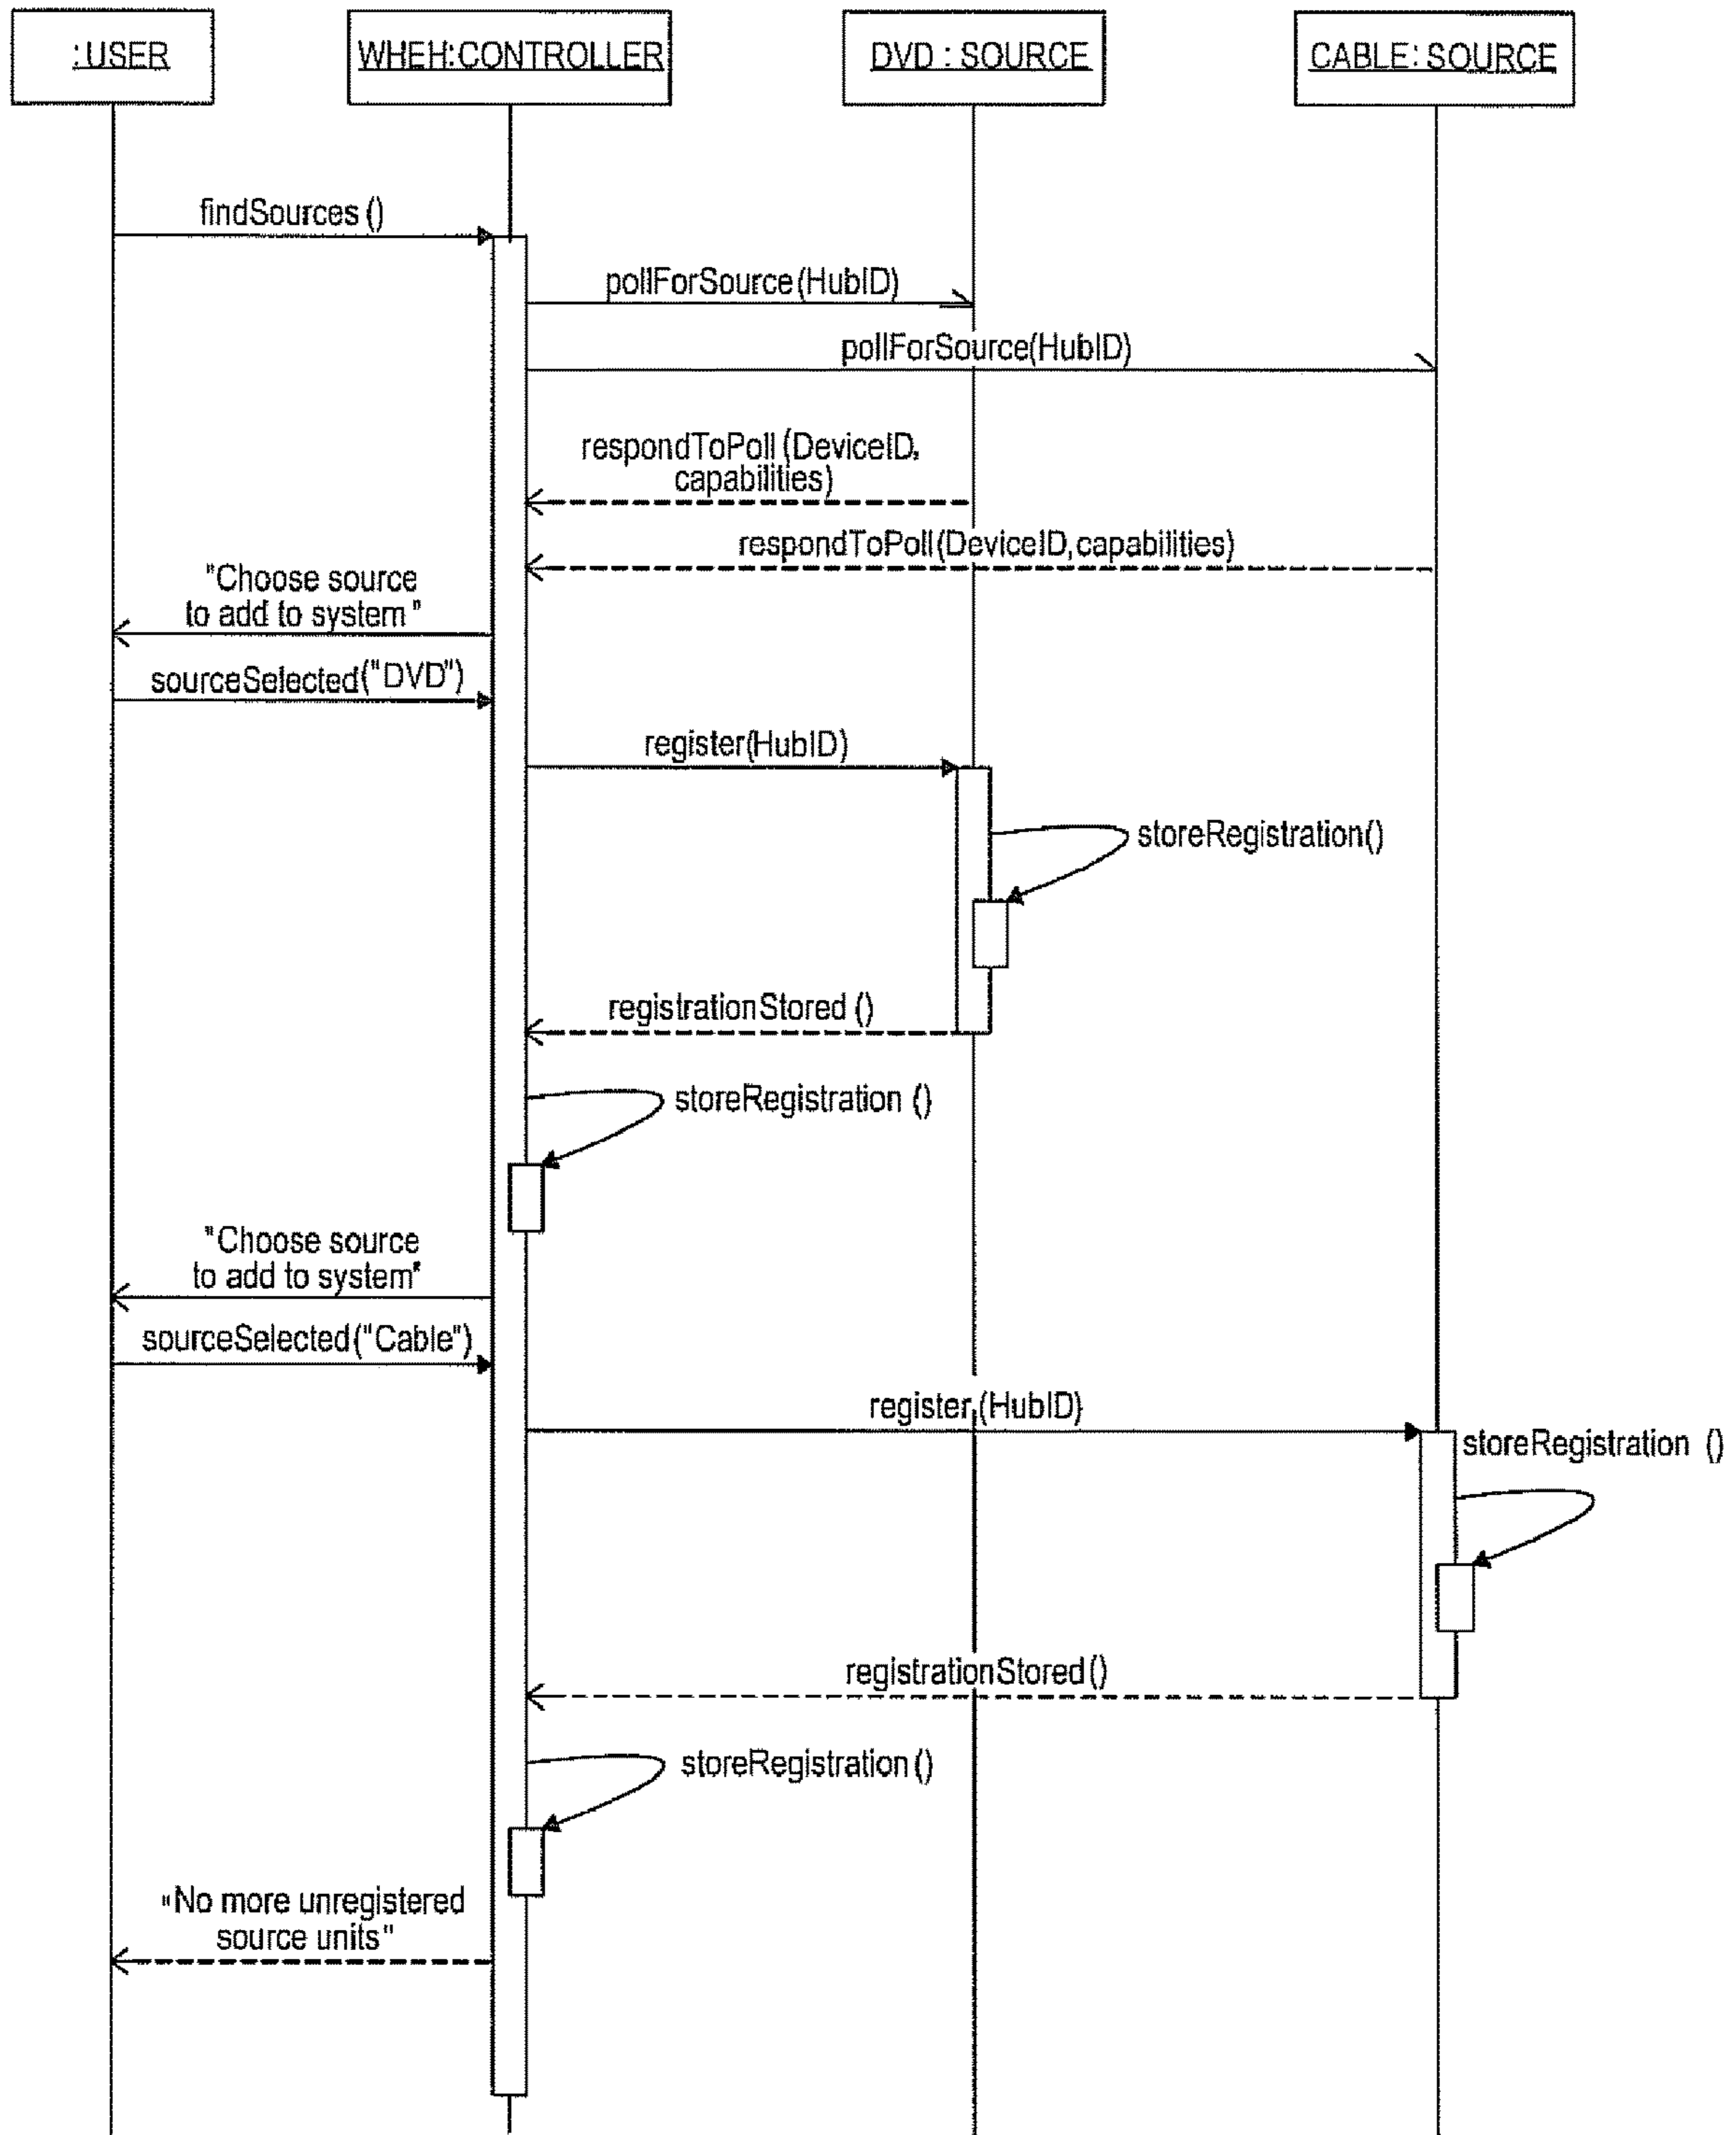 :USER
WHEH:CONTROLLER
DVD : SOURCE
CABLE: SOURCE
findSources ()
pollForSource (HubID)
pollForSource(HubID)
respondToPoll (DeviceID,
capabilities)
respondToPoll (DeviceID, capabilities)
"Choose source
to add to system"
sourceSelected("DVD")
register(HubID)
storeRegistration()
registrationStored ()
storeRegistration ()
"Choose source
to add to system"
sourceSelected ("Cable")
register (HubID)
storeRegistration ()
registrationStored ()
storeRegistration ()
"No more unregistered
source units"